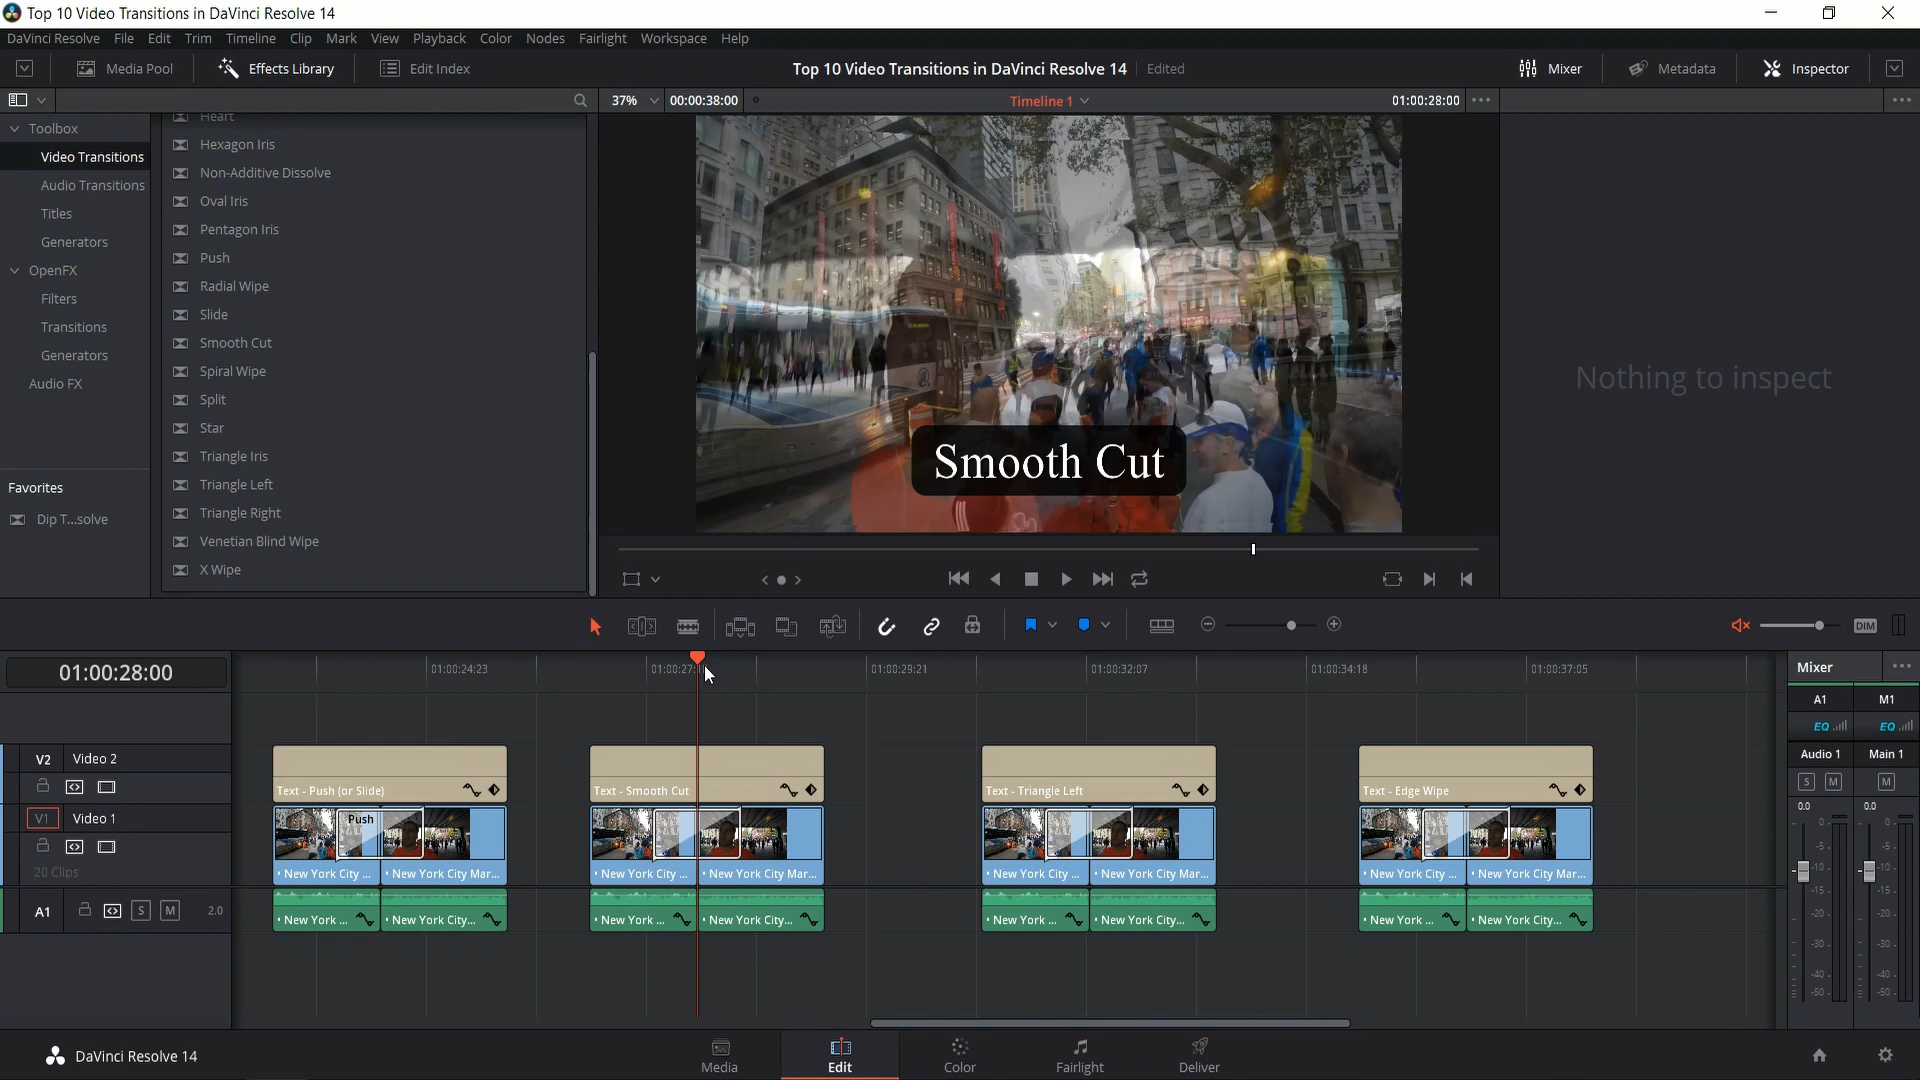 Top 10 Video Transitions in DaVinci Resolve 14
DaVinci Resolve File Edit Trim Timeline Clip Mark View Playback Color Nodes Fairlight Workspace Help
Media Pool Effects Library Edit Index Top 10 Video Transitions in DaVinci Resolve 14 Edited Mixer Metadata Inspector
37% 00:00:38:00 Timeline 1 01:00:28:00
Toolbox
Video Transitions
Audio Transitions
Titles
Generators
OpenFX
Filters
Transitions
Generators
Audio FX
Favorites
Dip T...solve
Heart
Hexagon Iris
Non-Additive Dissolve
Oval Iris
Pentagon Iris
Push
Radial Wipe
Slide
Smooth Cut
Spiral Wipe
Split
Star
Triangle Iris
Triangle Left
Triangle Right
Venetian Blind Wipe
X Wipe
Smooth Cut
Nothing to inspect
DIM
01:00:28:00
01:00:24:23 01:00:27: 01:00:29:21 01:00:32:07 01:00:34:18 01:00:37:05
V2 Video 2
V1 Video 1
20 Clips
A1 S M 2.0
Text - Push (or Slide) Text - Smooth Cut Text - Triangle Left Text - Edge Wipe
Push
• New York City ... • New York City Mar... • New York City ... • New York City Mar... • New York City ... • New York City Mar... • New York City ... • New York City Mar...
• New York ... • New York City... • New York ... • New York City... • New York ... • New York City... • New York ... • New York City...
Mixer
A1 M1
EQ EQ
Audio 1 Main 1
S M M
0.0 0.0
0 0
-5 -5
-10 -10
-15 -15
-20 -20
-30 -30
-40 -40
-50 -50
DaVinci Resolve 14 Media Edit Color Fairlight Deliver